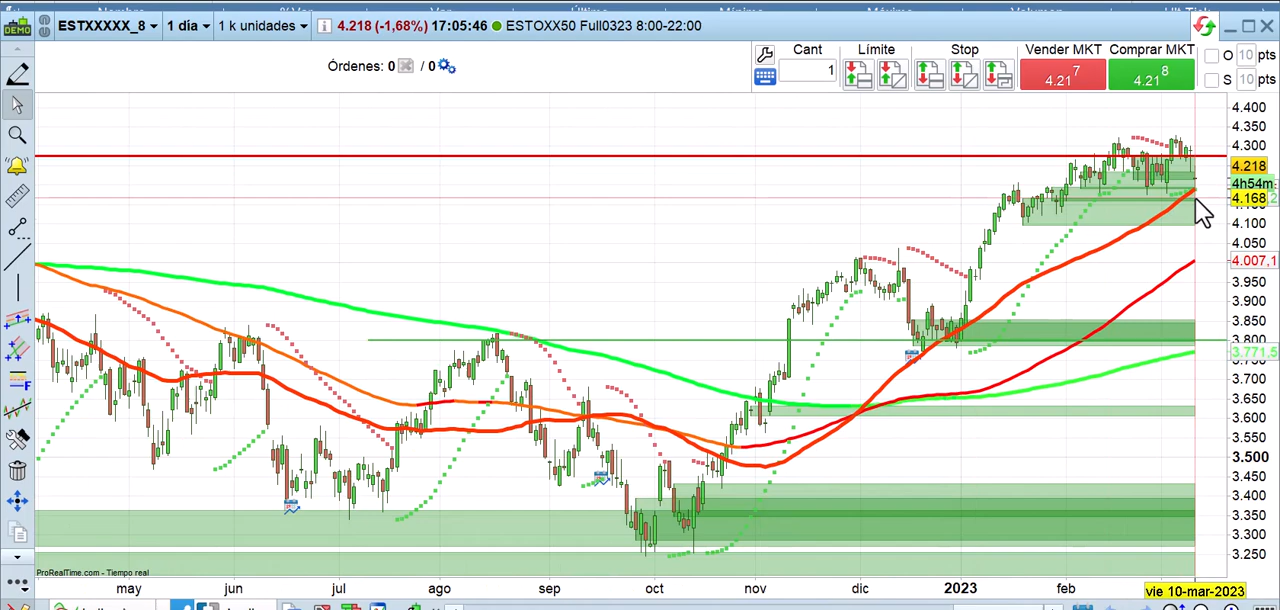 ESTXXXXX_8 1 día 1 k unidades 4.218 (-1,68%) 17:05:46 ESTOXX50 Full0323 8:00-22:00
DEMO
Órdenes: 0 / 0
Cant Límite Stop Vender MKT Comprar MKT
1 4.21⁷ 4.21⁸
O 10 pts
S 10 pts
4.400
4.350
4.300
4.218
4h54m
4.168
4.100
4.050
4.007,1
3.950
3.900
3.850
3.800
3.771,5
3.700
3.650
3.600
3.550
3.500
3.450
3.400
3.350
3.300
3.250
ProRealTime.com - Tiempo real
may jun jul ago sep oct nov dic 2023 feb vie 10-mar-2023